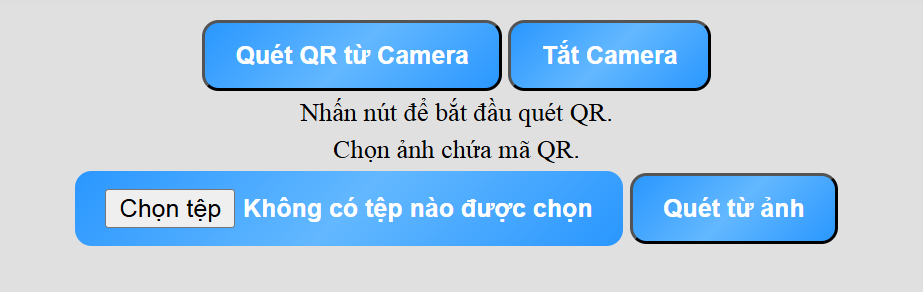 Quét QR từ Camera Tắt Camera
Nhấn nút để bắt đầu quét QR.
Chọn ảnh chứa mã QR.
Chọn tệp Không có tệp nào được chọn Quét từ ảnh